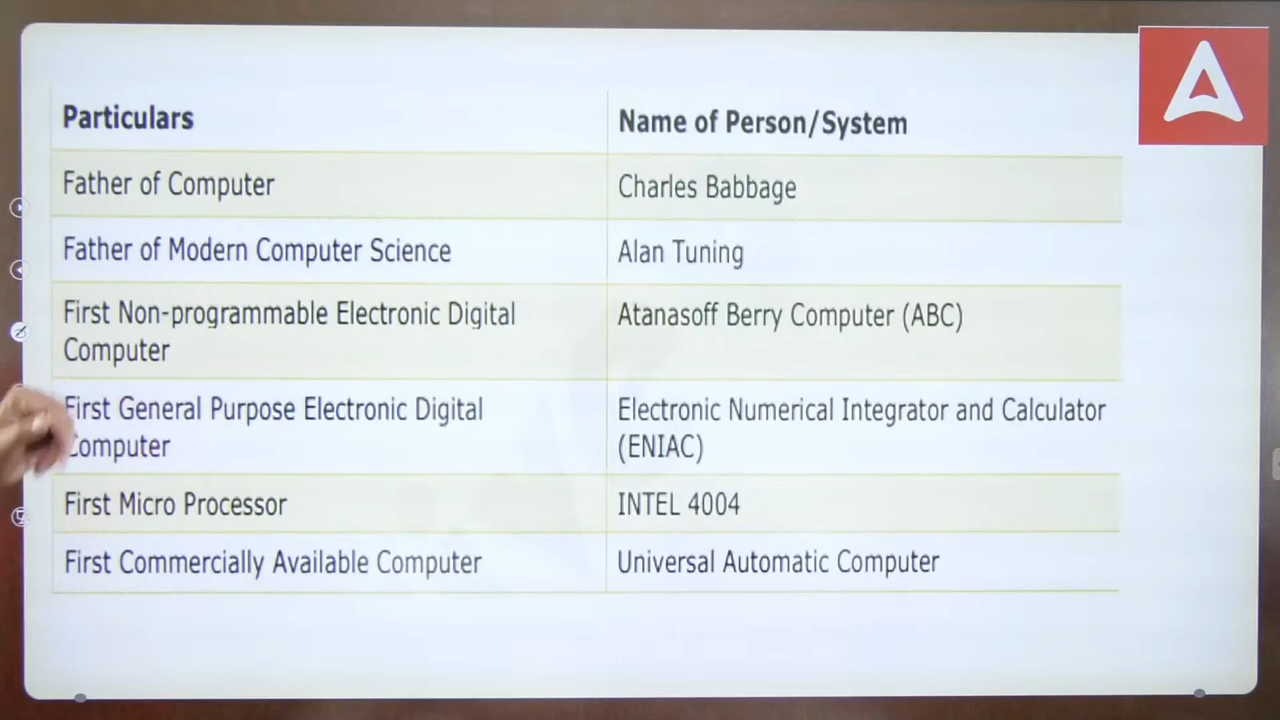 Particulars
Name of Person/System
Father of Computer
Charles Babbage
Father of Modern Computer Science
Alan Tuning
First Non-programmable Electronic Digital
Computer
Atanasoff Berry Computer (ABC)
First General Purpose Electronic Digital
Computer
Electronic Numerical Integrator and Calculator
(ENIAC)
First Micro Processor
INTEL 4004
First Commercially Available Computer
Universal Automatic Computer